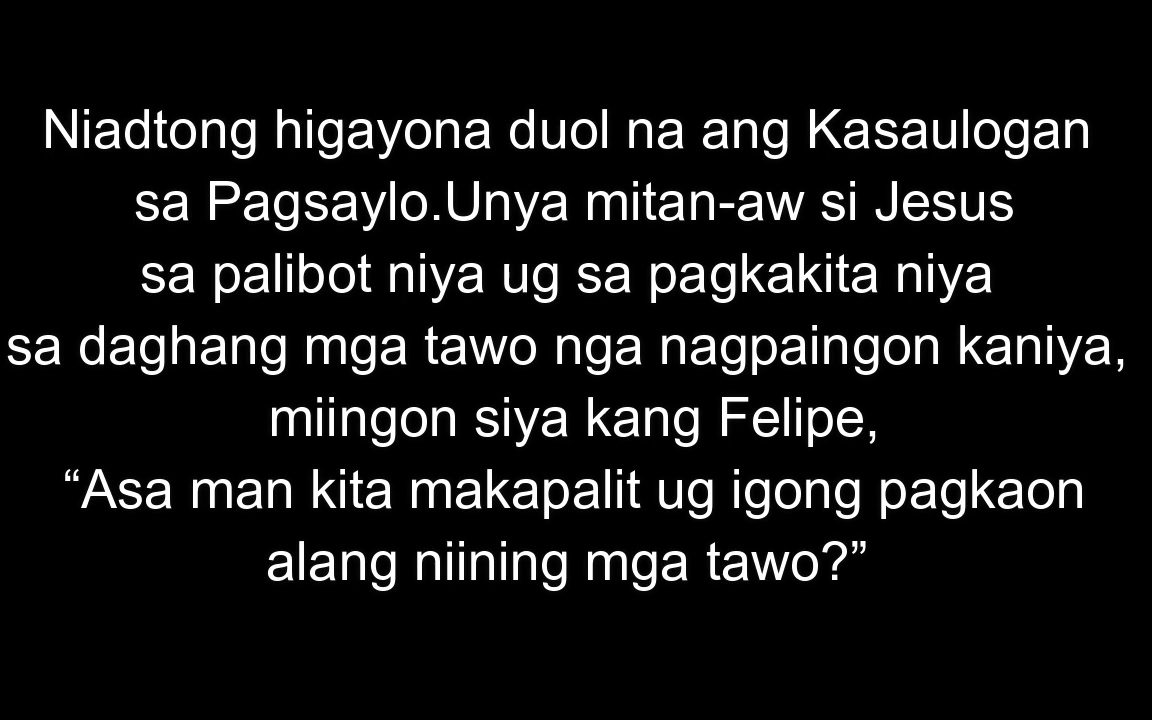 Niadtong higayona duol na ang Kasaulogan
sa Pagsaylo.Unya mitan-aw si Jesus
sa palibot niya ug sa pagkakita niya
sa daghang mga tawo nga nagpaingon kaniya,
miingon siya kang Felipe,
“Asa man kita makapalit ug igong pagkaon
alang niining mga tawo?”